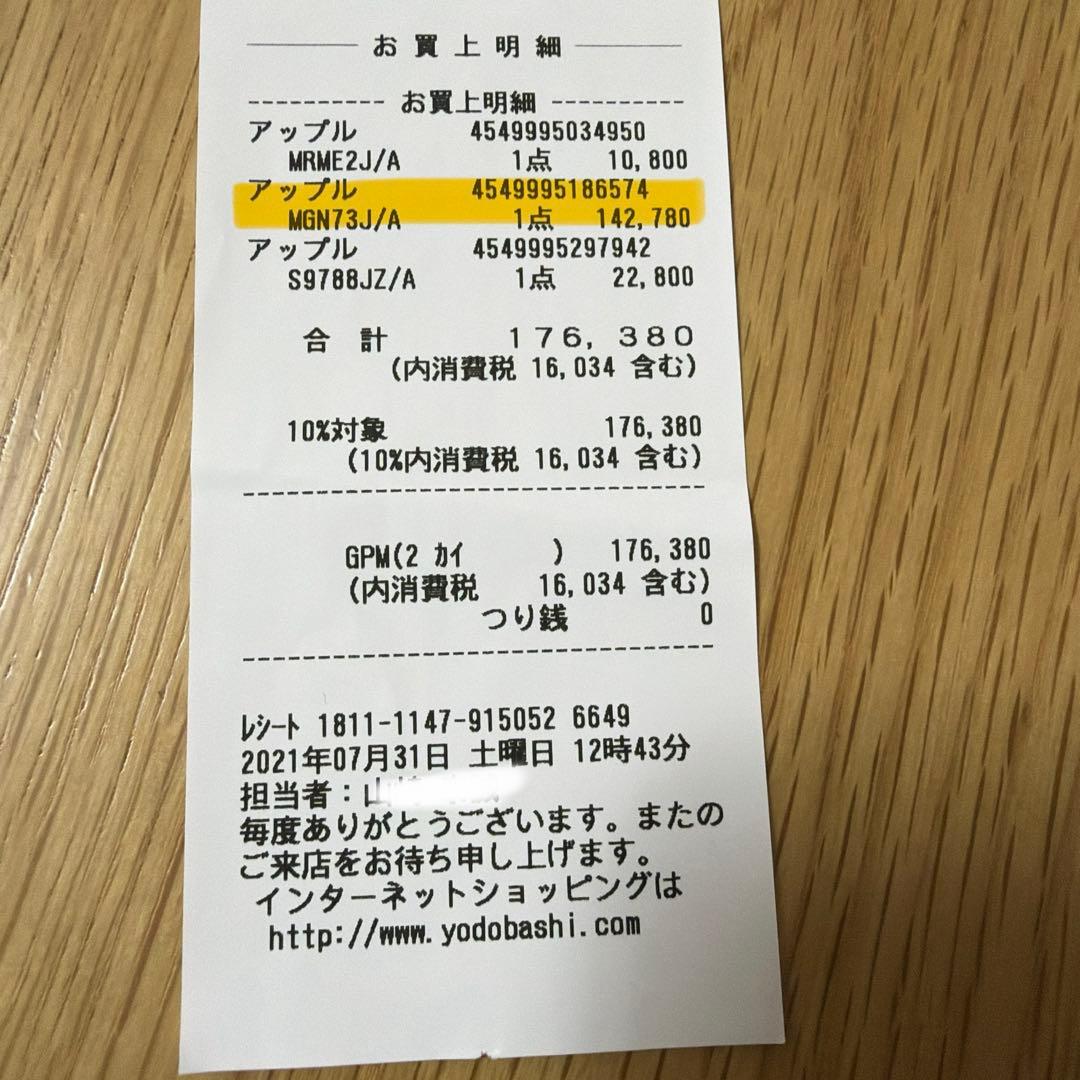 お買上明細
---------- お買上明細 ----------
アップル 4549995034950
MRME2J/A 1点 10,800
アップル 4549995186574
MGN73J/A 1点 142,780
アップル 4549995297942
S9788JZ/A 1点 22,800
合 計 176,380
(内消費税 16,034 含む)
10%対象 176,380
(10%内消費税 16,034 含む)
GPM(2 カイ ) 176,380
(内消費税 16,034 含む)
つり銭 0
レシート 1811-1147-915052 6649
2021年07月31日 土曜日 12時43分
担当者:山
毎度ありがとうございます。またの
ご来店をお待ち申し上げます。
インターネットショッピングは
http://www.yodobashi.com